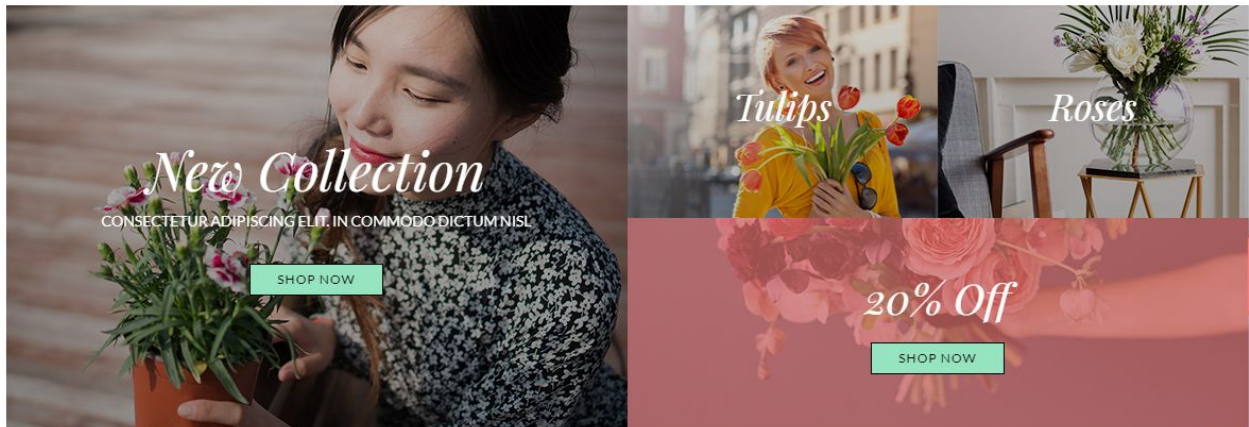 New Collection
CONSECTETUR ADIPISCING ELIT. IN COMMODO DICTUM NISL
SHOP NOW
Tulips
Roses
20% Off
SHOP NOW